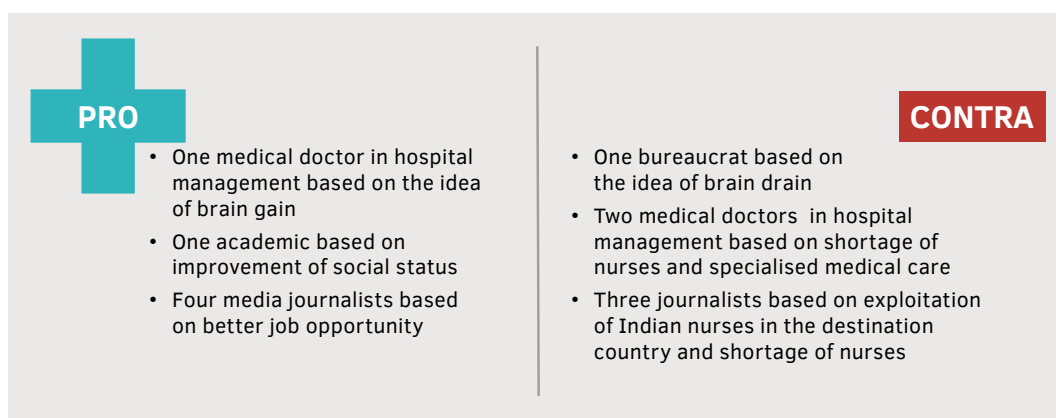 PRO
• One medical doctor in hospital
management based on the idea
of brain gain
• One academic based on
improvement of social status
• Four media journalists based
on better job opportunity
CONTRA
• One bureaucrat based on
the idea of brain drain
• Two medical doctors in hospital
management based on shortage of
nurses and specialised medical care
• Three journalists based on exploitation
of Indian nurses in the destination
country and shortage of nurses